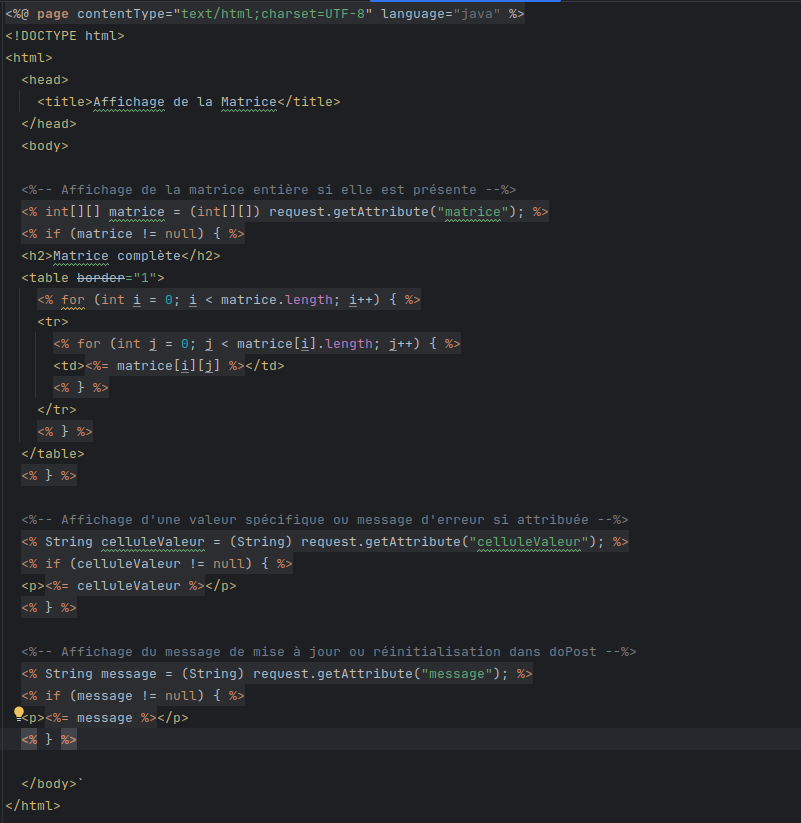 <%@ page contentType="text/html;charset=UTF-8" language="java" %>
<!DOCTYPE html>
<html>
<head>
<title>Affichage de la Matrice</title>
</head>
<body>
<%-- Affichage de la matrice entière si elle est présente --%>
<% int[][] matrice = (int[][]) request.getAttribute("matrice"); %>
<% if (matrice != null) { %>
<h2>Matrice complète</h2>
<table border="1">
<% for (int i = 0; i < matrice.length; i++) { %>
<tr>
<% for (int j = 0; j < matrice[i].length; j++) { %>
<td><%= matrice[i][j] %></td>
<% } %>
</tr>
<% } %>
</table>
<% } %>
<%-- Affichage d'une valeur spécifique ou message d'erreur si attribuée --%>
<% String celluleValeur = (String) request.getAttribute("celluleValeur"); %>
<% if (celluleValeur != null) { %>
<p><%= celluleValeur %></p>
<% } %>
<%-- Affichage du message de mise à jour ou réinitialisation dans doPost --%>
<% String message = (String) request.getAttribute("message"); %>
<% if (message != null) { %>
<p><%= message %></p>
<% } %>
</body>`
</html>